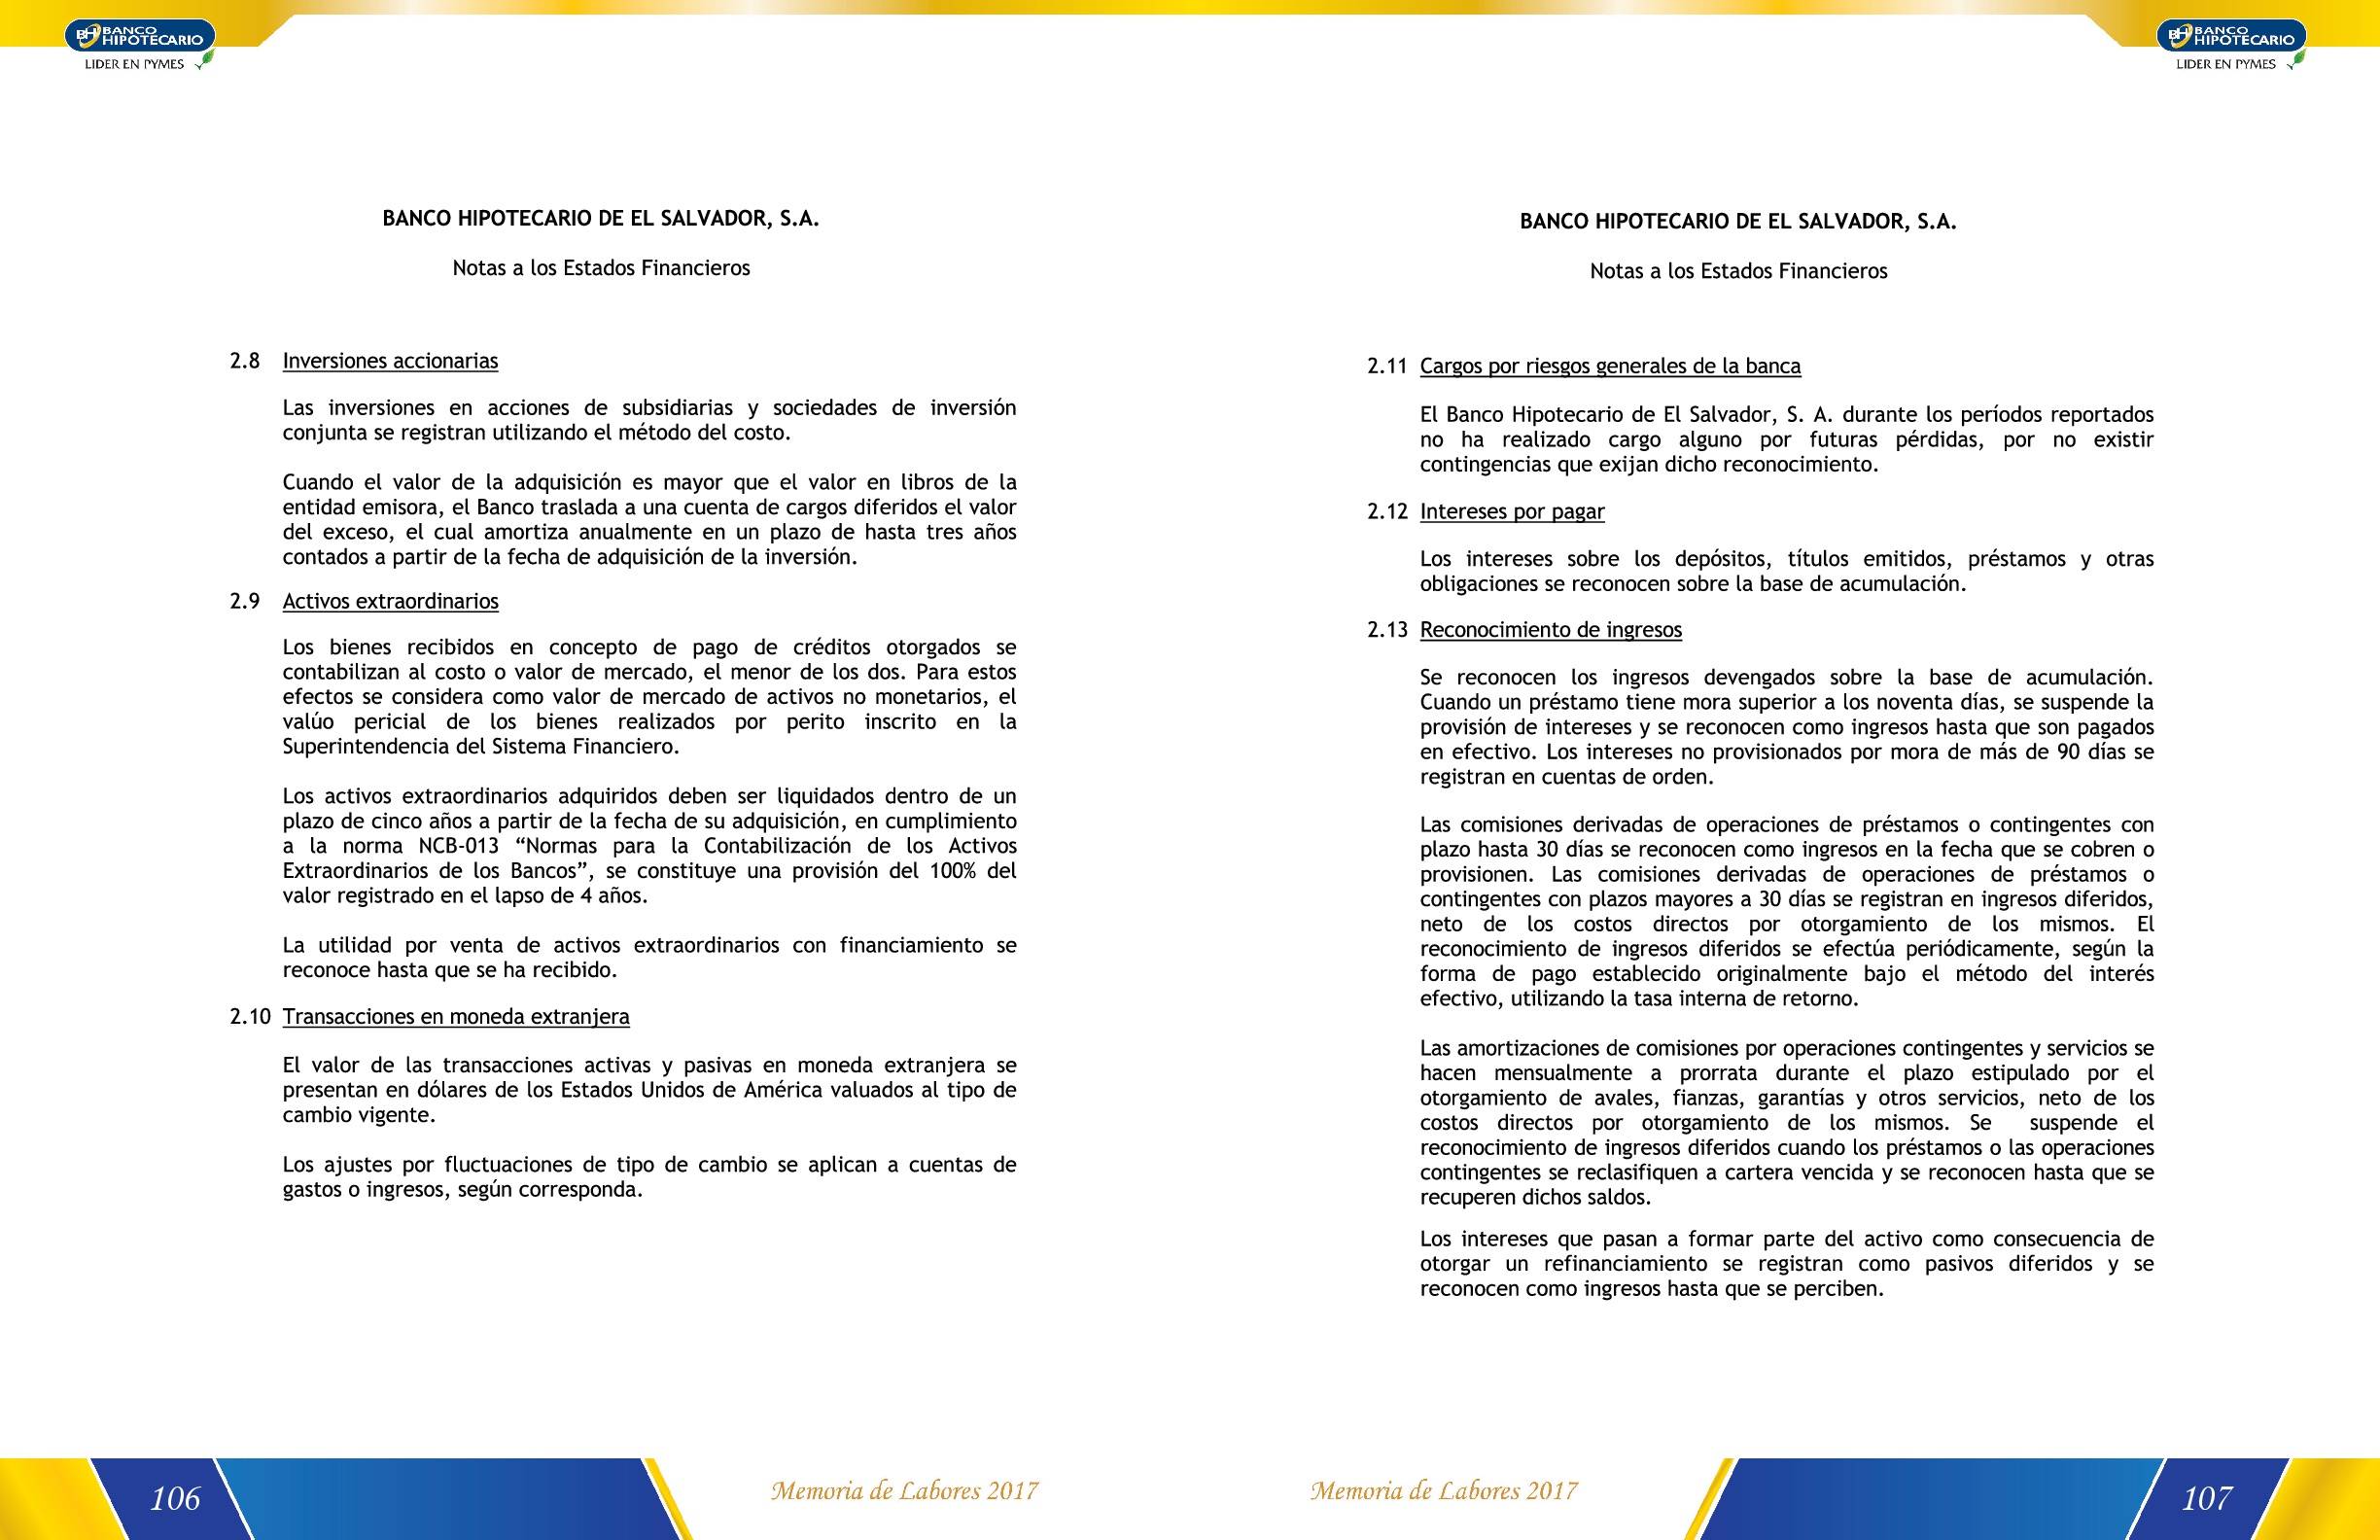 BH BANCO
HIPOTECARIO
LIDER EN PYMES
BANCO HIPOTECARIO DE EL SALVADOR, S.A.
Notas a los Estados Financieros
2.8 Inversiones accionarias
Las inversiones en acciones de subsidiarias y sociedades de inversión
conjunta se registran utilizando el método del costo.
Cuando el valor de la adquisición es mayor que el valor en libros de la
entidad emisora, el Banco traslada a una cuenta de cargos diferidos el valor
del exceso, el cual amortiza anualmente en un plazo de hasta tres años
contados a partir de la fecha de adquisición de la inversión.
2.9 Activos extraordinarios
Los bienes recibidos en concepto de pago de créditos otorgados se
contabilizan al costo o valor de mercado, el menor de los dos. Para estos
efectos se considera como valor de mercado de activos no monetarios, el
valúo pericial de los bienes realizados por perito inscrito en la
Superintendencia del Sistema Financiero.
Los activos extraordinarios adquiridos deben ser liquidados dentro de un
plazo de cinco años a partir de la fecha de su adquisición, en cumplimiento
a la norma NCB-013 “Normas para la Contabilización de los Activos
Extraordinarios de los Bancos”, se constituye una provisión del 100% del
valor registrado en el lapso de 4 años.
La utilidad por venta de activos extraordinarios con financiamiento se
reconoce hasta que se ha recibido.
2.10 Transacciones en moneda extranjera
El valor de las transacciones activas y pasivas en moneda extranjera se
presentan en dólares de los Estados Unidos de América valuados al tipo de
cambio vigente.
Los ajustes por fluctuaciones de tipo de cambio se aplican a cuentas de
gastos o ingresos, según corresponda.
106
Memoria de Labores 2017
BH BANCO
HIPOTECARIO
LIDER EN PYMES
BANCO HIPOTECARIO DE EL SALVADOR, S.A.
Notas a los Estados Financieros
2.11 Cargos por riesgos generales de la banca
El Banco Hipotecario de El Salvador, S. A. durante los períodos reportados
no ha realizado cargo alguno por futuras pérdidas, por no existir
contingencias que exijan dicho reconocimiento.
2.12 Intereses por pagar
Los intereses sobre los depósitos, títulos emitidos, préstamos y otras
obligaciones se reconocen sobre la base de acumulación.
2.13 Reconocimiento de ingresos
Se reconocen los ingresos devengados sobre la base de acumulación.
Cuando un préstamo tiene mora superior a los noventa días, se suspende la
provisión de intereses y se reconocen como ingresos hasta que son pagados
en efectivo. Los intereses no provisionados por mora de más de 90 días se
registran en cuentas de orden.
Las comisiones derivadas de operaciones de préstamos o contingentes con
plazo hasta 30 días se reconocen como ingresos en la fecha que se cobren o
provisionen. Las comisiones derivadas de operaciones de préstamos o
contingentes con plazos mayores a 30 días se registran en ingresos diferidos,
neto de los costos directos por otorgamiento de los mismos. El
reconocimiento de ingresos diferidos se efectúa periódicamente, según la
forma de pago establecido originalmente bajo el método del interés
efectivo, utilizando la tasa interna de retorno.
Las amortizaciones de comisiones por operaciones contingentes y servicios se
hacen mensualmente a prorrata durante el plazo estipulado por el
otorgamiento de avales, fianzas, garantías y otros servicios, neto de los
costos directos por otorgamiento de los mismos. Se suspende el
reconocimiento de ingresos diferidos cuando los préstamos o las operaciones
contingentes se reclasifiquen a cartera vencida y se reconocen hasta que se
recuperen dichos saldos.
Los intereses que pasan a formar parte del activo como consecuencia de
otorgar un refinanciamiento se registran como pasivos diferidos y se
reconocen como ingresos hasta que se perciben.
Memoria de Labores 2017
107